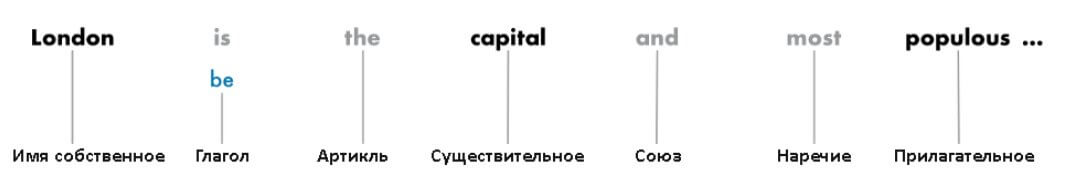 London is the capital and most populous ...
be
Имя собственное Глагол Артикль Существительное Союз Наречие Прилагательное